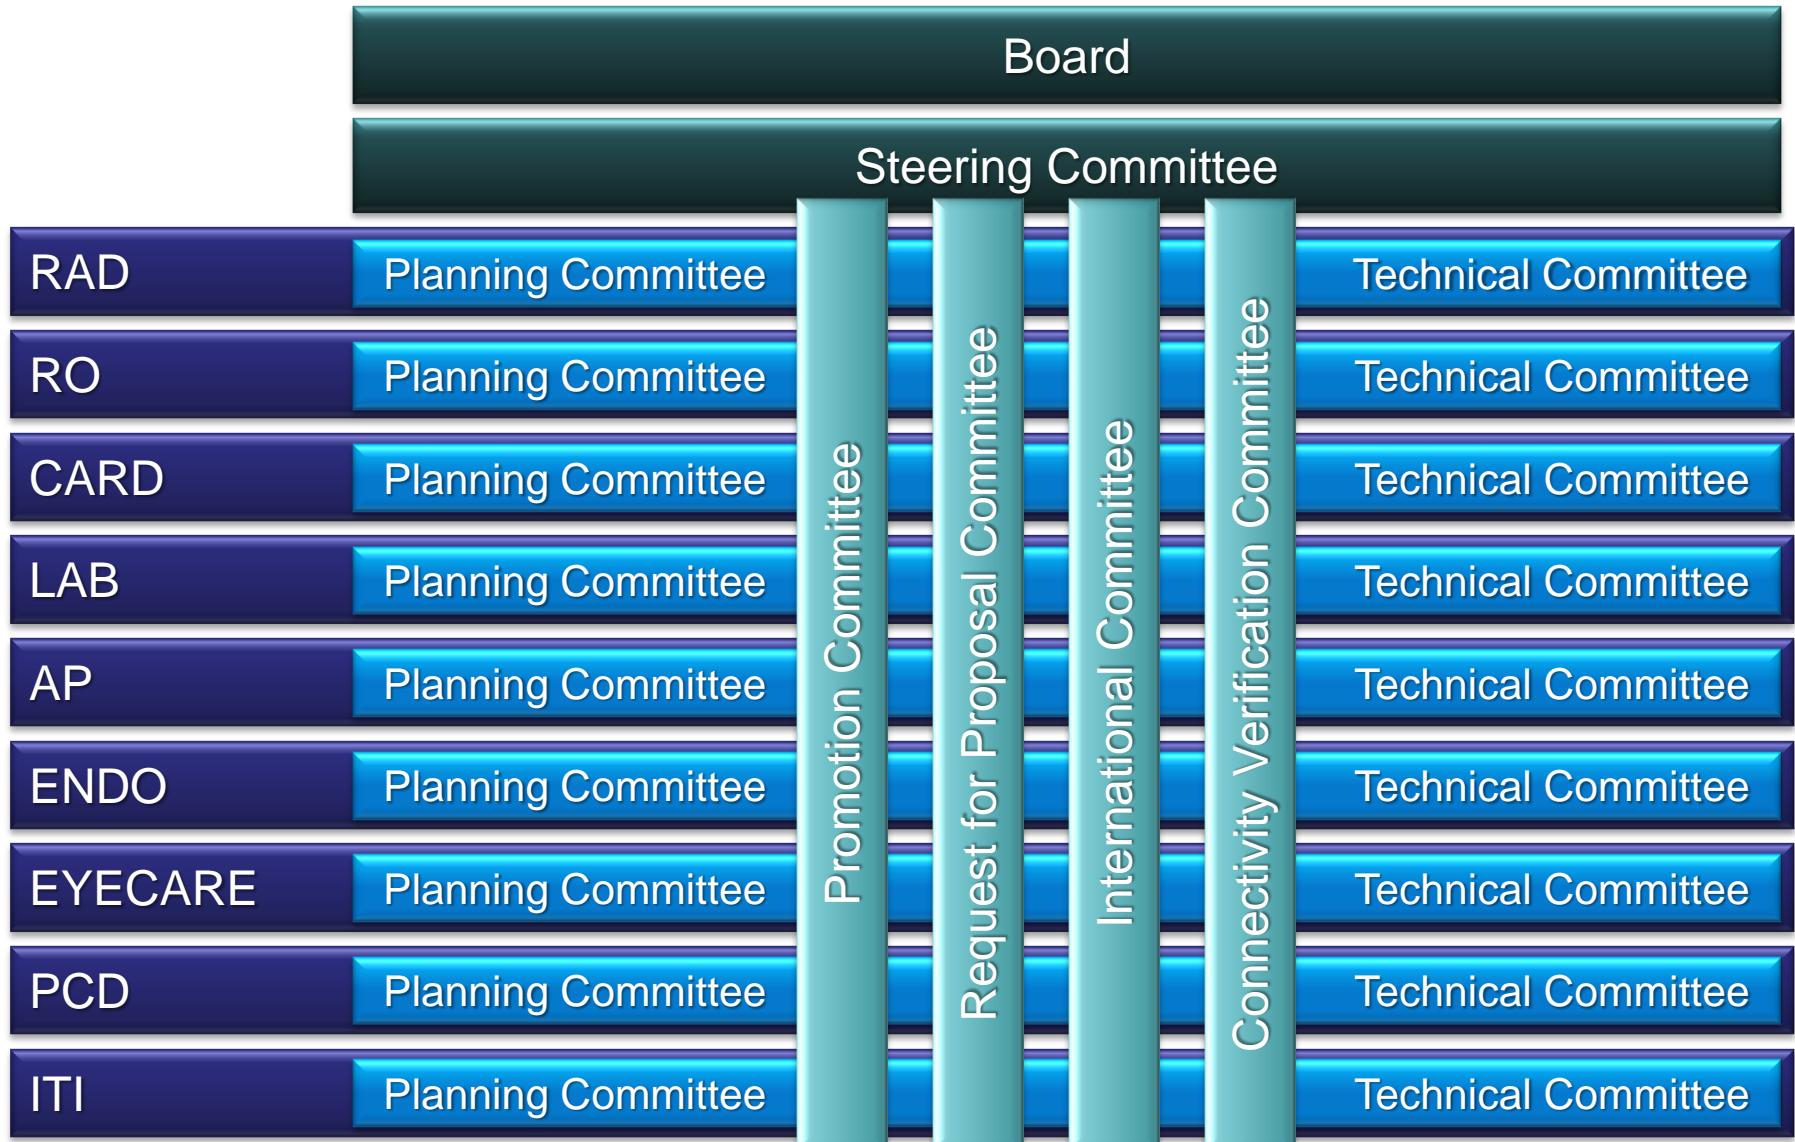 Board
Steering Committee
RAD
Planning Committee
Technical Committee
RO
Planning Committee
Technical Committee
CARD
Planning Committee
Technical Committee
LAB
Planning Committee
Technical Committee
AP
Planning Committee
Technical Committee
ENDO
Planning Committee
Technical Committee
EYECARE
Planning Committee
Technical Committee
PCD
Planning Committee
Technical Committee
ITI
Planning Committee
Technical Committee
Promotion Committee
Request for Proposal Committee
International Committee
Connectivity Verification Committee